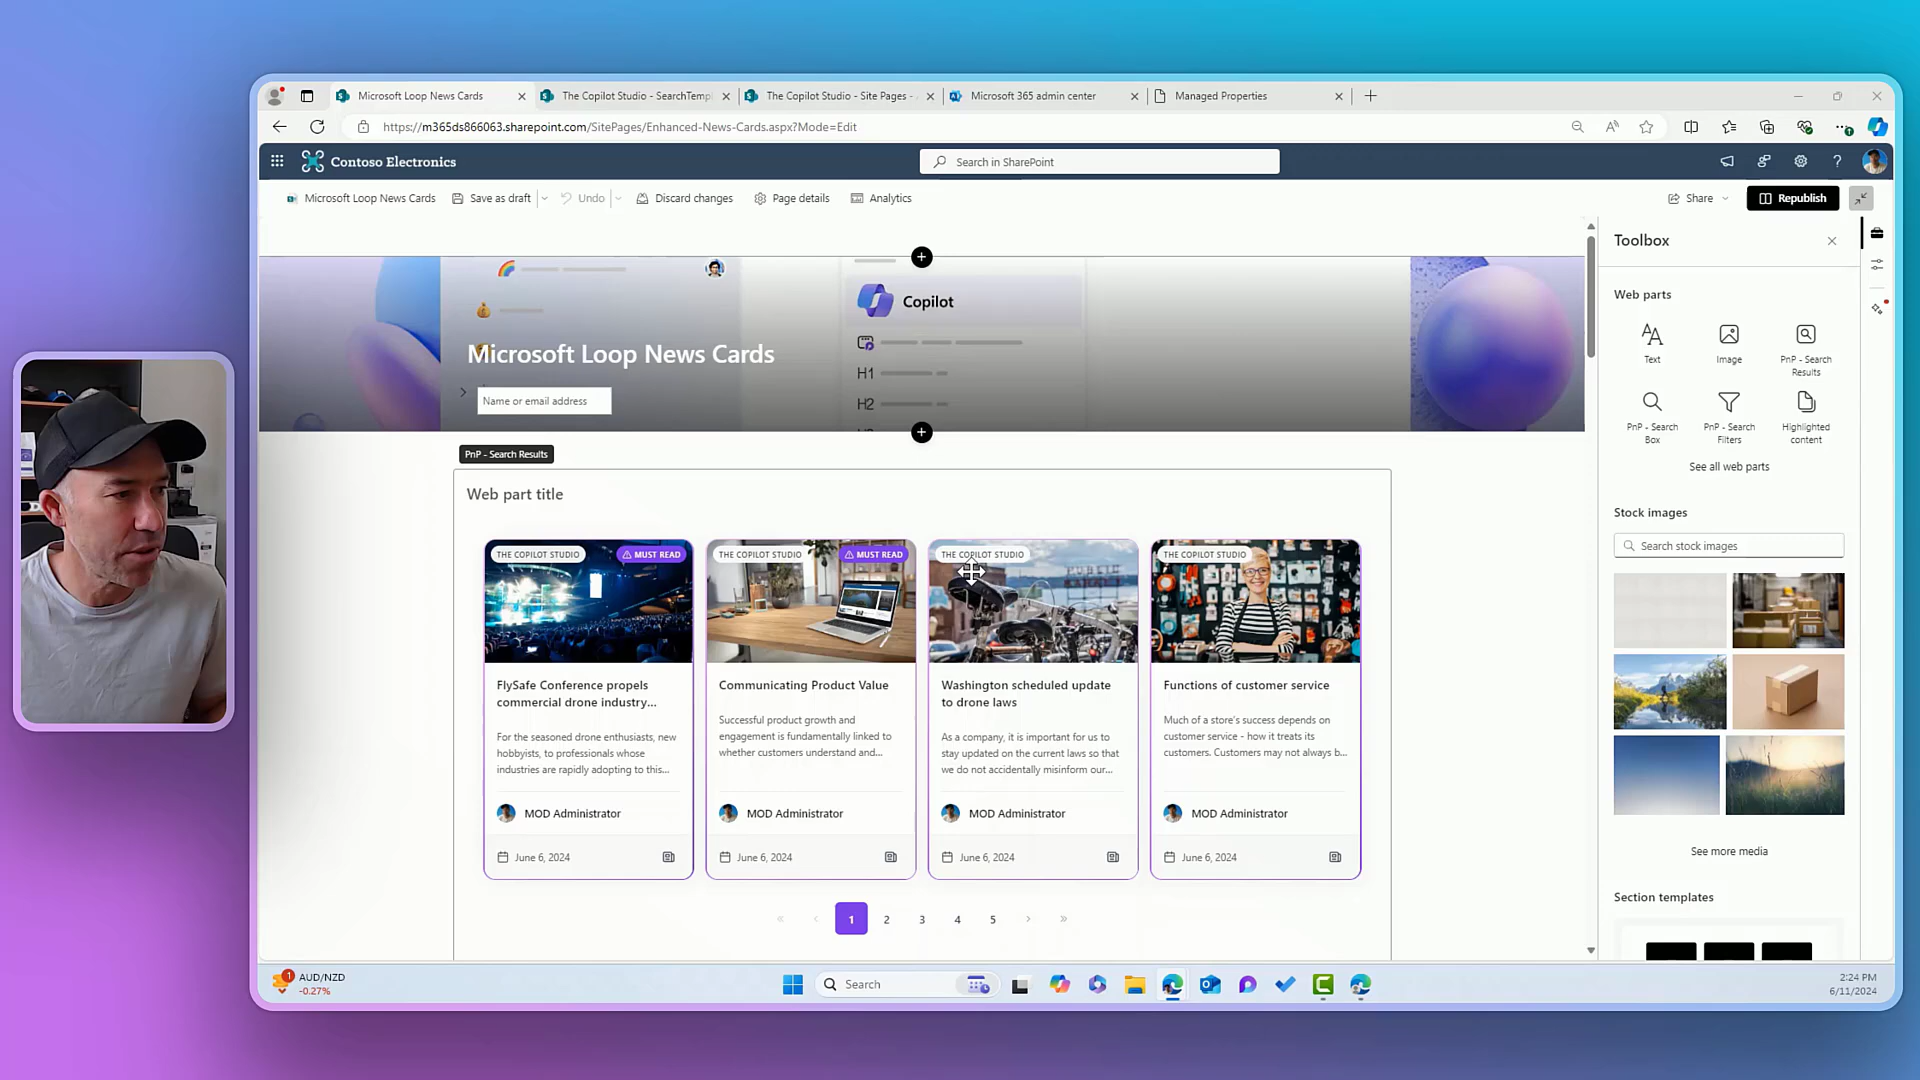 Microsoft Loop News Cards
The Copilot Studio - SearchTempl
The Copilot Studio - Site Pages -
Microsoft 365 admin center
Managed Properties
https://m365ds866063.sharepoint.com/SitePages/Enhanced-News-Cards.aspx?Mode=Edit
Contoso Electronics
Search in SharePoint
Microsoft Loop News Cards
Save as draft
Undo
Discard changes
Page details
Analytics
Share
Republish
Copilot
Microsoft Loop News Cards
H1
Name or email address
H2
PnP - Search Results
Web part title
THE COPILOT STUDIO
MUST READ
FlySafe Conference propels
commercial drone industry...
For the seasoned drone enthusiasts, new
hobbyists, to professionals whose
industries are rapidly adopting to this...
MOD Administrator
June 6, 2024
THE COPILOT STUDIO
MUST READ
Communicating Product Value
Successful product growth and
engagement is fundamentally linked to
whether customers understand and...
MOD Administrator
June 6, 2024
THE COPILOT STUDIO
PUBLIC
MARKET
Washington scheduled update
to drone laws
As a company, it is important for us to
stay updated on the current laws so that
we do not accidentally misinform our...
MOD Administrator
June 6, 2024
THE COPILOT STUDIO
Functions of customer service
Much of a store's success depends on
customer service - how it treats its
customers. Customers may not always b...
MOD Administrator
June 6, 2024
« ‹ 1 2 3 4 5 › »
Toolbox
Web parts
Text
Image
PnP - Search
Results
PnP - Search
Box
PnP - Search
Filters
Highlighted
content
See all web parts
Stock images
Search stock images
See more media
Section templates
1
AUD/NZD
-0.27%
Search
2:24 PM
6/11/2024